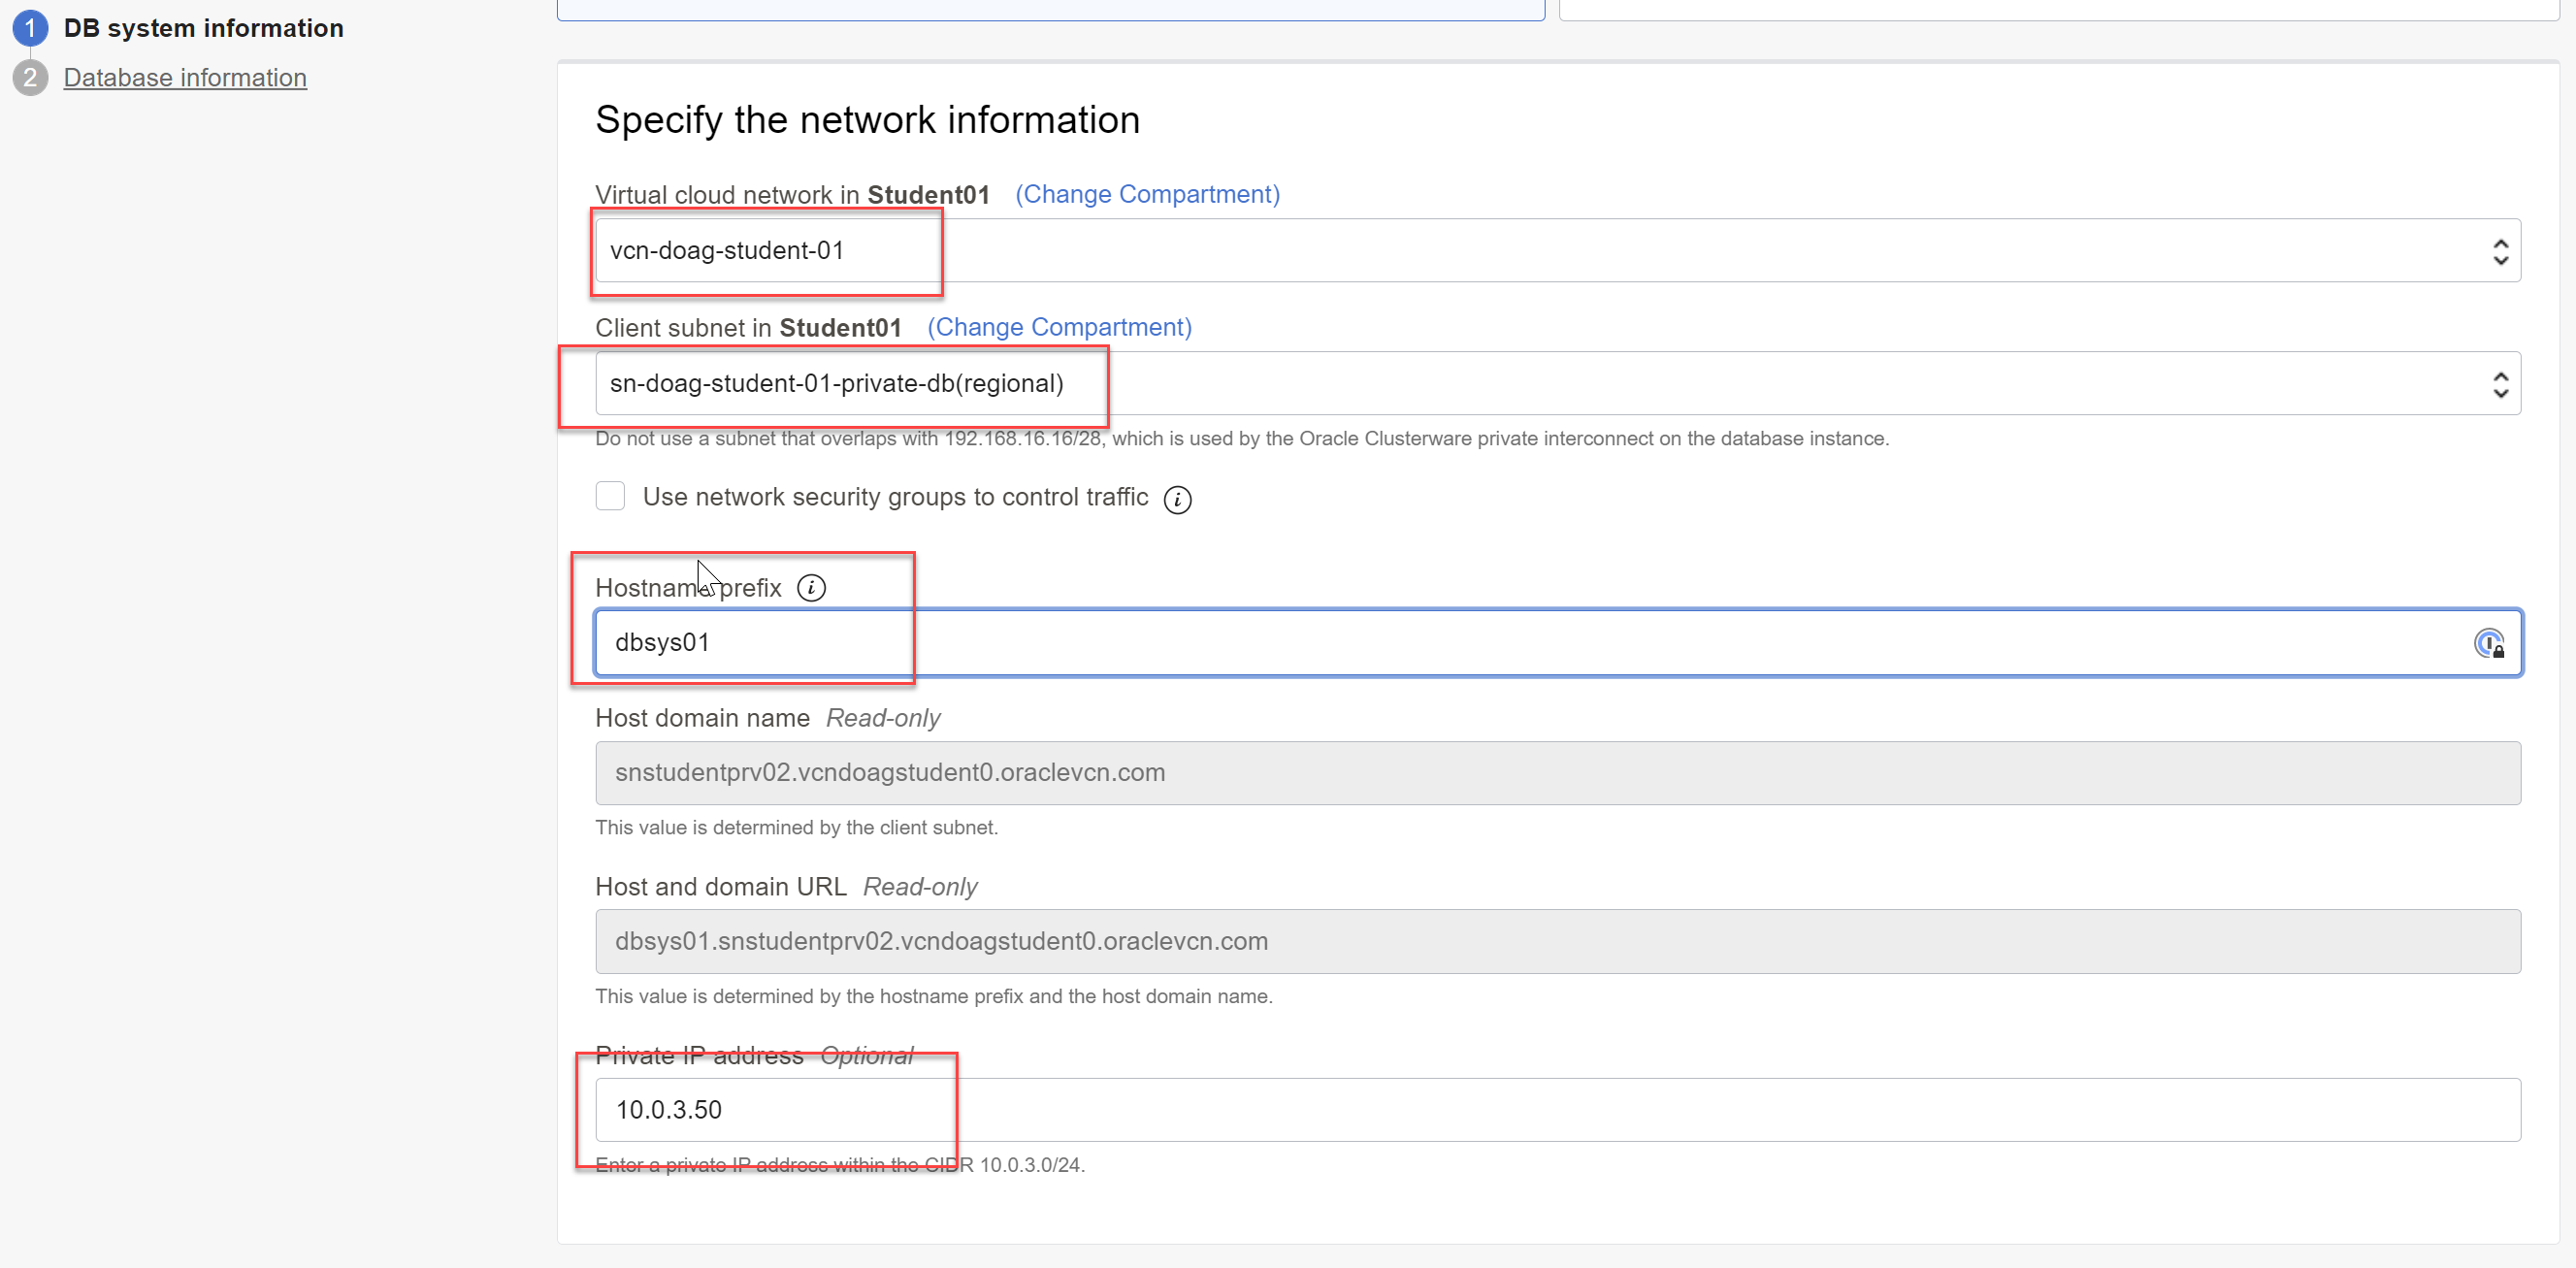 1 DB system information
2 Database information
Specify the network information
Virtual cloud network in Student01 (Change Compartment)
vcn-doag-student-01
Client subnet in Student01 (Change Compartment)
sn-doag-student-01-private-db(regional)
Do not use a subnet that overlaps with 192.168.16.16/28, which is used by the Oracle Clusterware private interconnect on the database instance.
Use network security groups to control traffic i
Hostname prefix i
dbsys01
Host domain name Read-only
snstudentprv02.vcndoagstudent0.oraclevcn.com
This value is determined by the client subnet.
Host and domain URL Read-only
dbsys01.snstudentprv02.vcndoagstudent0.oraclevcn.com
This value is determined by the hostname prefix and the host domain name.
Private IP address Optional
10.0.3.50
Enter a private IP address within the CIDR 10.0.3.0/24.